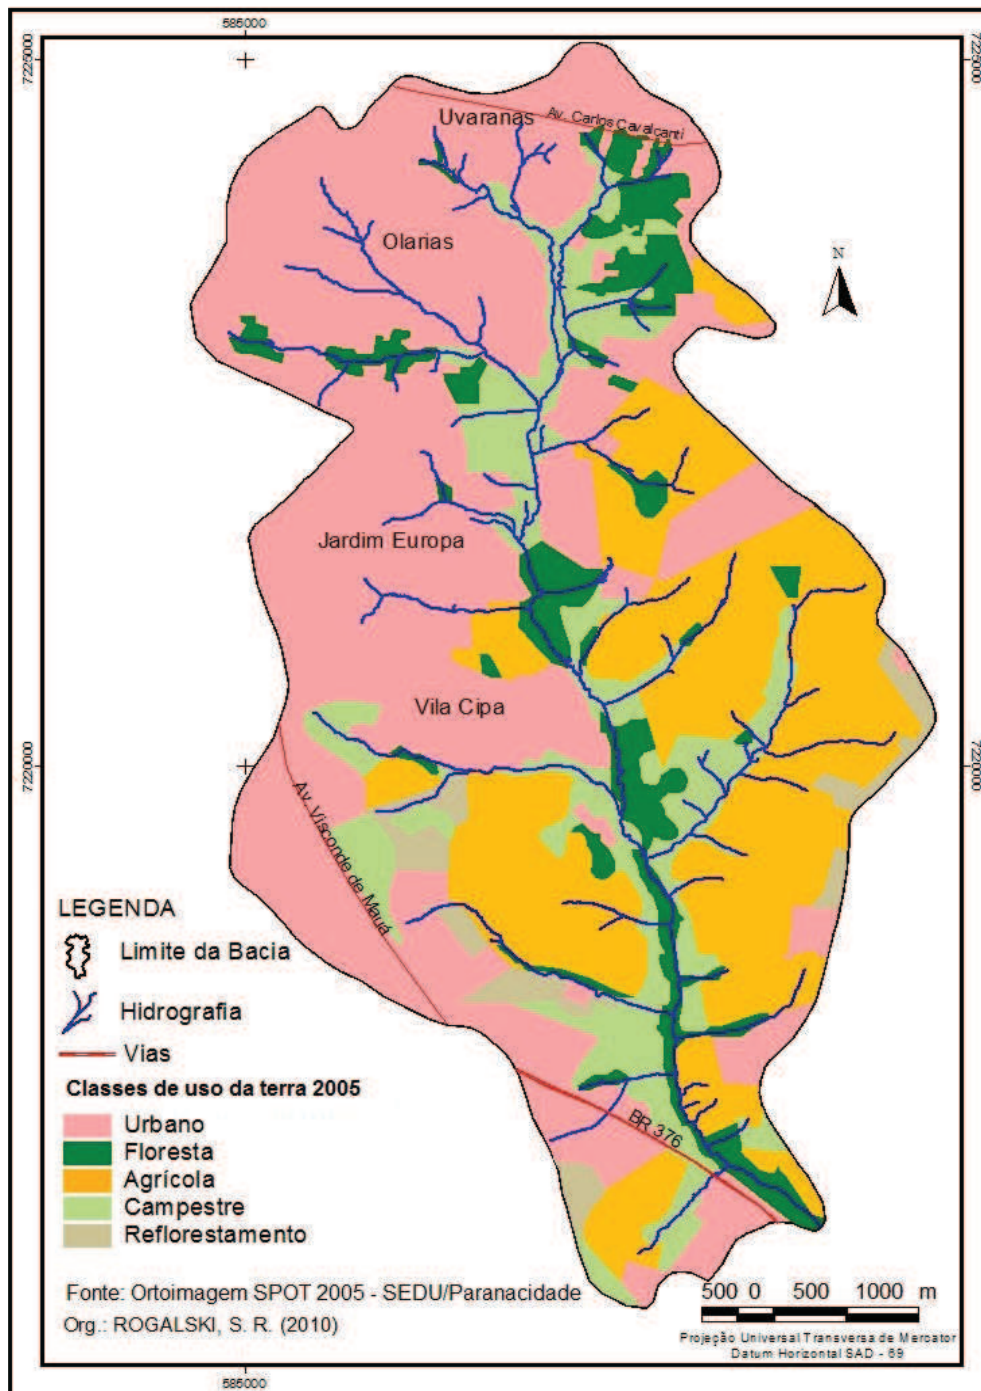 585000
7225000
7225000
Uvaranas
Av. Carlos Cavalcanti
Olarias
N
Jardim Europa
Vila Cipa
7220000
7220000
Av. Visconde de Mauá
LEGENDA
Limite da Bacia
Hidrografia
Vias
Classes de uso da terra 2005
Urbano
Floresta
Agrícola
Campestre
Reflorestamento
BR 376
Fonte: Ortoimagem SPOT 2005 - SEDU/Paranacidade
Org.: ROGALSKI, S. R. (2010)
500 0 500 1000 m
Projeção Universal Transversa de Mercator
Datum Horizontal SAD - 69
585000